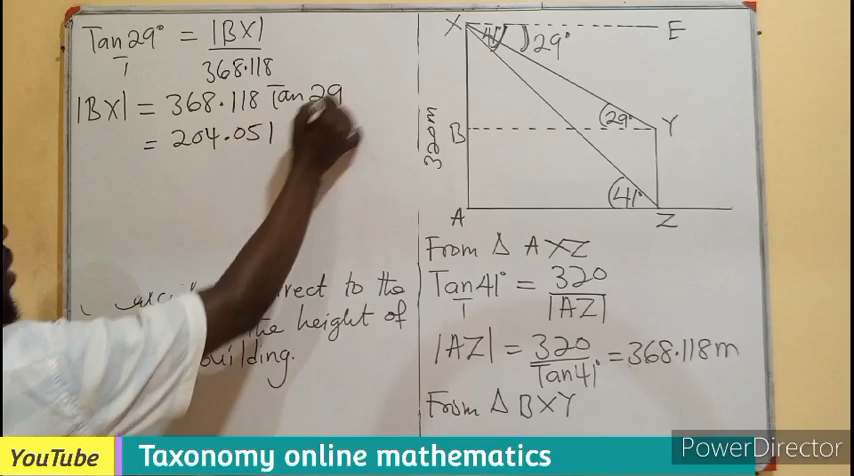 Tan29° = |BX|
1 368.118
|BX| = 368.118 Tan29
= 204.051
rect to the
the height of
uilding.
X E
41° 29°
320m
B 29° Y
41°
A Z
From Δ AXZ
Tan41° = 320
1 |AZ|
|AZ| = 320 = 368.118m
Tan41°
From Δ BXY
YouTube Taxonomy online mathematics
PowerDirector